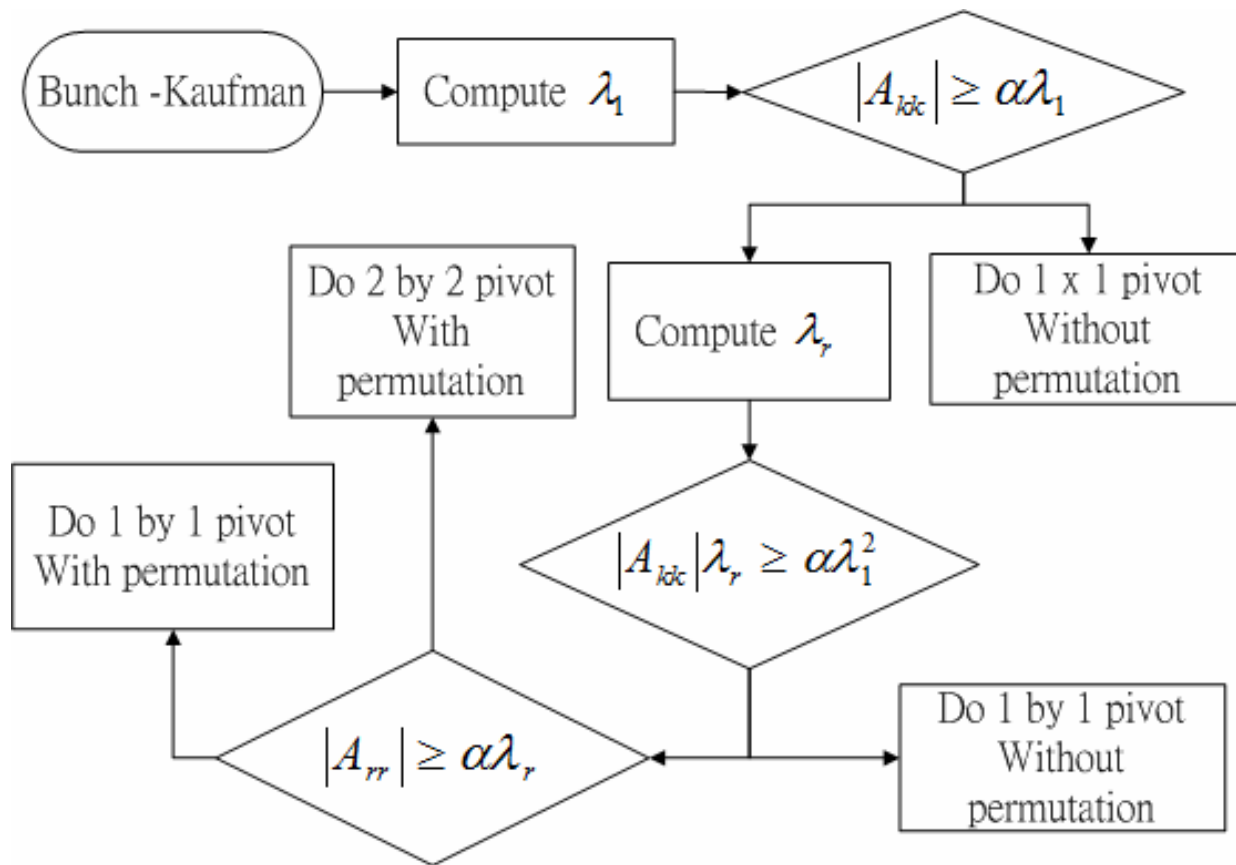 Bunch -Kaufman
Compute λ₁
|Aₖₖ| ≥ αλ₁
Do 2 by 2 pivot
With
permutation
Compute λᵣ
Do 1 x 1 pivot
Without
permutation
Do 1 by 1 pivot
With permutation
|Aₖₖ|λᵣ ≥ αλ₁²
|Aᵣᵣ| ≥ αλᵣ
Do 1 by 1 pivot
Without
permutation